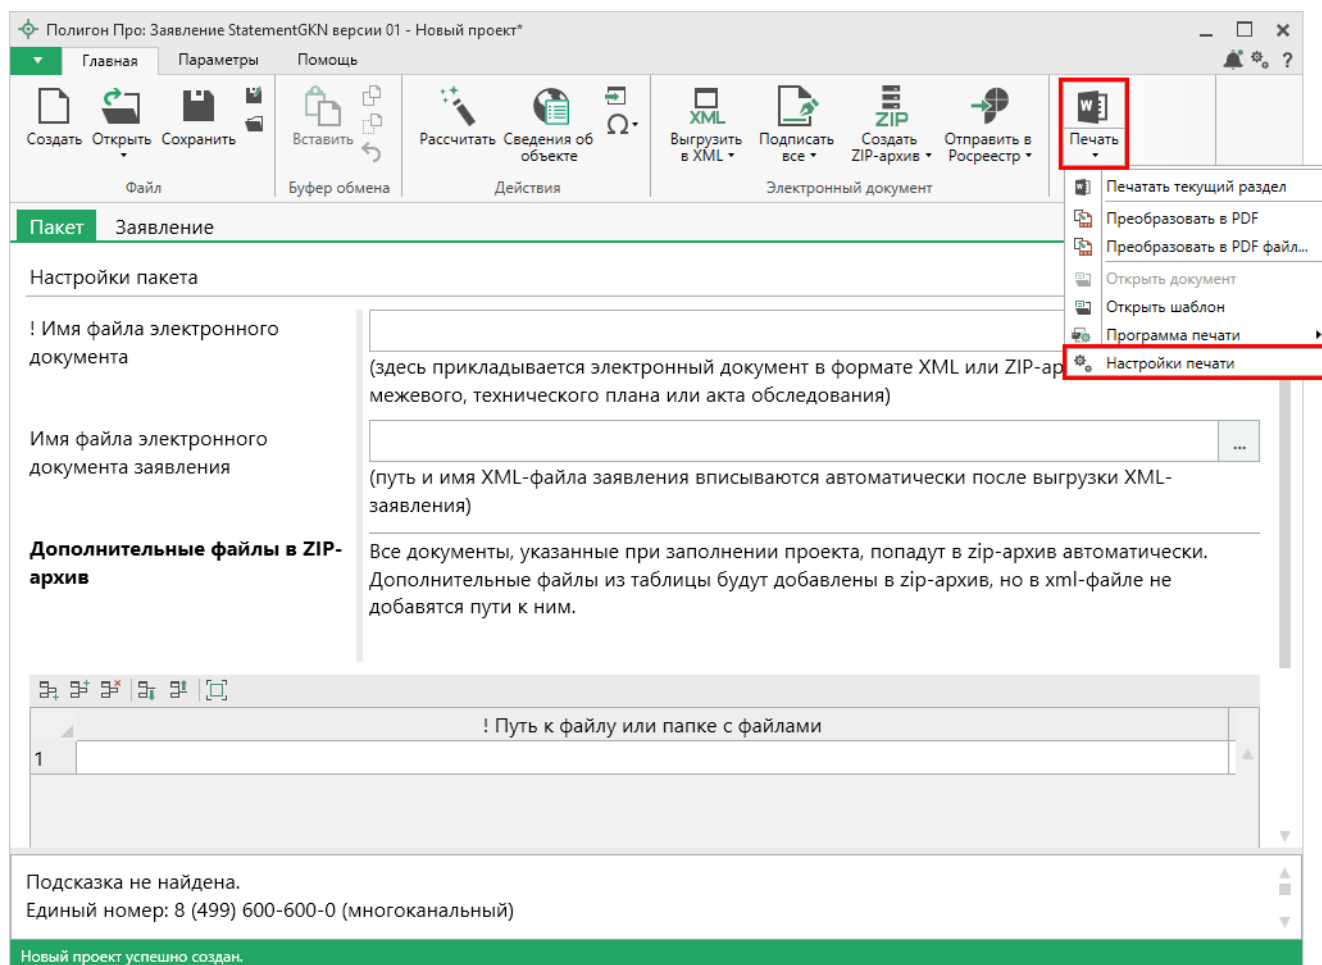 Полигон Про: Заявление StatementGKN версии 01 - Новый проект*
Главная Параметры Помощь
?
Создать Открыть Сохранить
Вставить
Рассчитать Сведения об объекте
Ω
XML
Выгрузить в XML
Подписать все
ZIP
Создать ZIP-архив
Отправить в Росреестр
W
Печать
Файл Буфер обмена Действия Электронный документ
Печатать текущий раздел
Преобразовать в PDF
Преобразовать в PDF файл...
Открыть документ
Открыть шаблон
Программа печати
Настройки печати
Пакет Заявление
Настройки пакета
! Имя файла электронного
документа
(здесь прикладывается электронный документ в формате XML или ZIP-ар
межевого, технического плана или акта обследования)
Имя файла электронного
документа заявления
...
(путь и имя XML-файла заявления вписываются автоматически после выгрузки XML-
заявления)
Дополнительные файлы в ZIP-
архив
Все документы, указанные при заполнении проекта, попадут в zip-архив автоматически.
Дополнительные файлы из таблицы будут добавлены в zip-архив, но в xml-файле не
добавятся пути к ним.
! Путь к файлу или папке с файлами
1
Подсказка не найдена.
Единый номер: 8 (499) 600-600-0 (многоканальный)
Новый проект успешно создан.